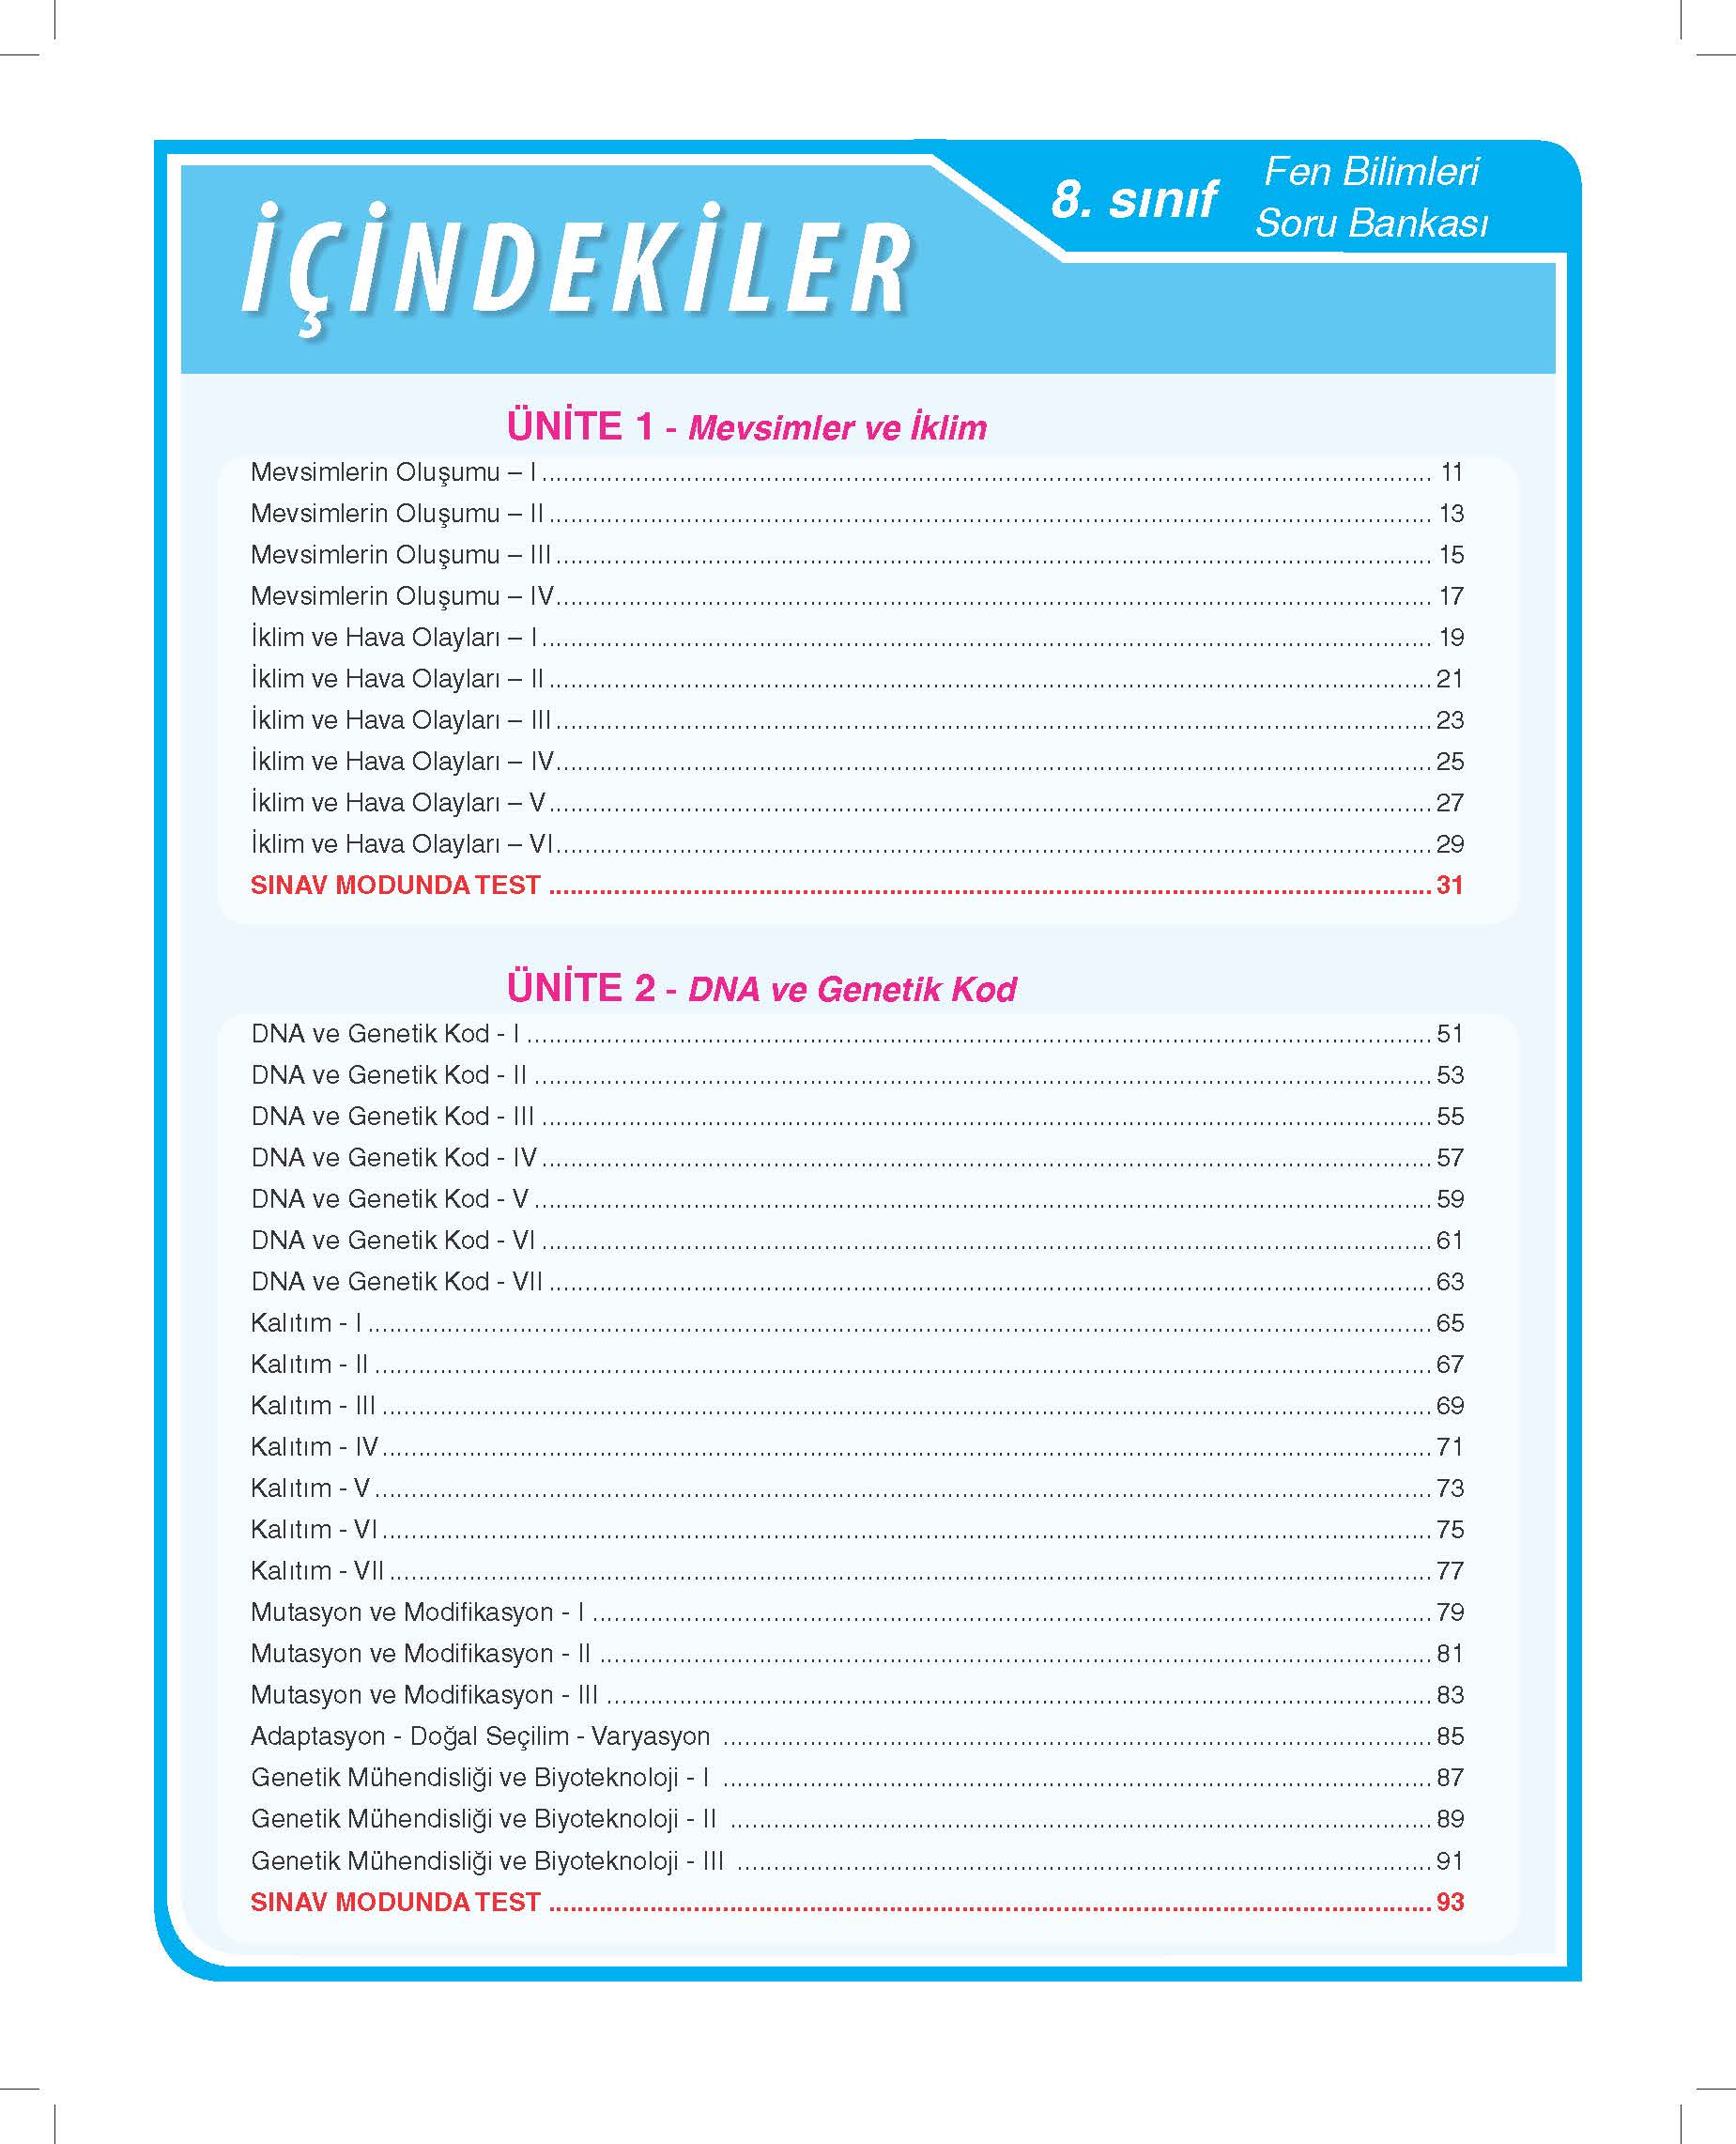 İÇİNDEKİLER
8. sınıf
Fen Bilimleri
Soru Bankası
ÜNİTE 1 - Mevsimler ve İklim
Mevsimlerin Oluşumu – I ........ 11
Mevsimlerin Oluşumu – II ........ 13
Mevsimlerin Oluşumu – III ........ 15
Mevsimlerin Oluşumu – IV ........ 17
İklim ve Hava Olayları – I ........ 19
İklim ve Hava Olayları – II ........ 21
İklim ve Hava Olayları – III ........ 23
İklim ve Hava Olayları – IV ........ 25
İklim ve Hava Olayları – V ........ 27
İklim ve Hava Olayları – VI ........ 29
SINAV MODUNDA TEST ........ 31
ÜNİTE 2 - DNA ve Genetik Kod
DNA ve Genetik Kod - I ........ 51
DNA ve Genetik Kod - II ........ 53
DNA ve Genetik Kod - III ........ 55
DNA ve Genetik Kod - IV ........ 57
DNA ve Genetik Kod - V ........ 59
DNA ve Genetik Kod - VI ........ 61
DNA ve Genetik Kod - VII ........ 63
Kalıtım - I ........ 65
Kalıtım - II ........ 67
Kalıtım - III ........ 69
Kalıtım - IV ........ 71
Kalıtım - V ........ 73
Kalıtım - VI ........ 75
Kalıtım - VII ........ 77
Mutasyon ve Modifikasyon - I ........ 79
Mutasyon ve Modifikasyon - II ........ 81
Mutasyon ve Modifikasyon - III ........ 83
Adaptasyon - Doğal Seçilim - Varyasyon ........ 85
Genetik Mühendisliği ve Biyoteknoloji - I ........ 87
Genetik Mühendisliği ve Biyoteknoloji - II ........ 89
Genetik Mühendisliği ve Biyoteknoloji - III ........ 91
SINAV MODUNDA TEST ........ 93